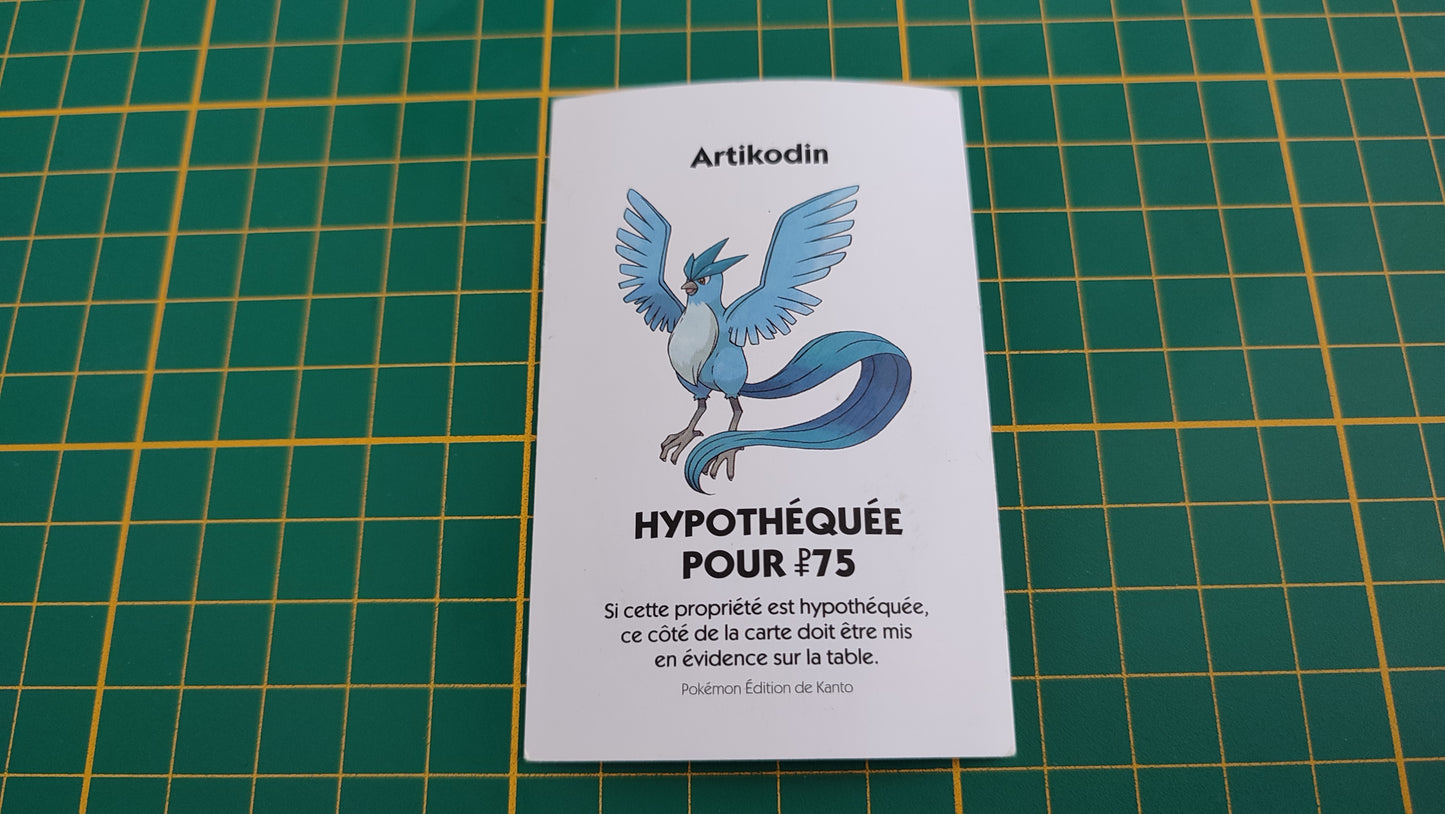 Artikodin
HYPOTHÉQUÉE
POUR ₽75
Si cette propriété est hypothéquée,
ce côté de la carte doit être mis
en évidence sur la table.
Pokémon Édition de Kanto